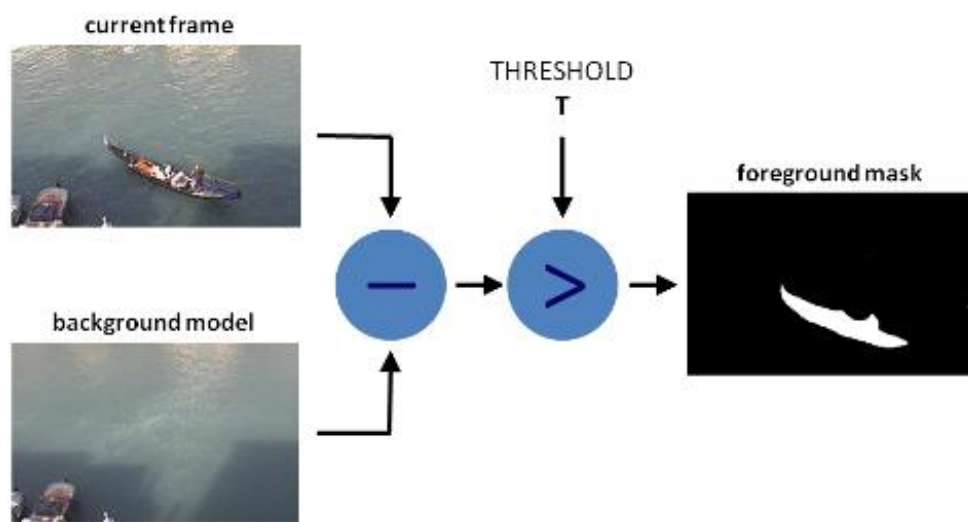 current frame
THRESHOLD
T
foreground mask
−
>
background model